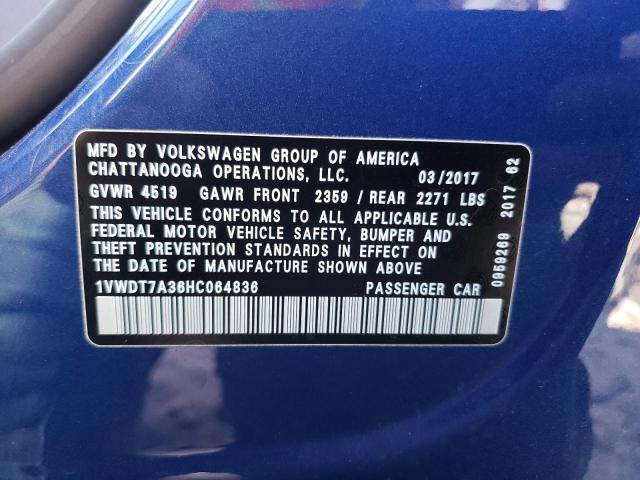 MFD BY VOLKSWAGEN GROUP OF AMERICA
CHATTANOOGA OPERATIONS, LLC. 03/2017
GVWR 4519 GAWR FRONT 2359 / REAR 2271 LBS
THIS VEHICLE CONFORMS TO ALL APPLICABLE U.S.
FEDERAL MOTOR VEHICLE SAFETY, BUMPER AND
THEFT PREVENTION STANDARDS IN EFFECT ON
THE DATE OF MANUFACTURE SHOWN ABOVE
1VWDT7A36HC064836 PASSENGER CAR
0959269 2017 62